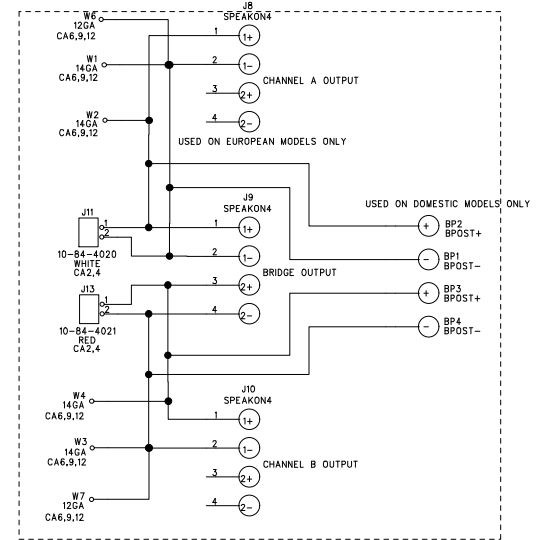 J8
SPEAKON4
W6
12GA
CA6,9,12
1
1+
W1
14GA
CA6,9,12
2
1-
CHANNEL A OUTPUT
3
2+
W2
14GA
CA6,9,12
4
2-
USED ON EUROPEAN MODELS ONLY
J9
SPEAKON4
USED ON DOMESTIC MODELS ONLY
J11
1
2
10-84-4020
WHITE
CA2,4
1
1+
+
BP2
BPOST+
2
1-
-
BP1
BPOST-
BRIDGE OUTPUT
J13
1
2
10-84-4021
RED
CA2,4
3
2+
+
BP3
BPOST+
4
2-
-
BP4
BPOST-
J10
SPEAKON4
W4
14GA
CA6,9,12
1
1+
W3
14GA
CA6,9,12
2
1-
CHANNEL B OUTPUT
3
2+
W7
12GA
CA6,9,12
4
2-